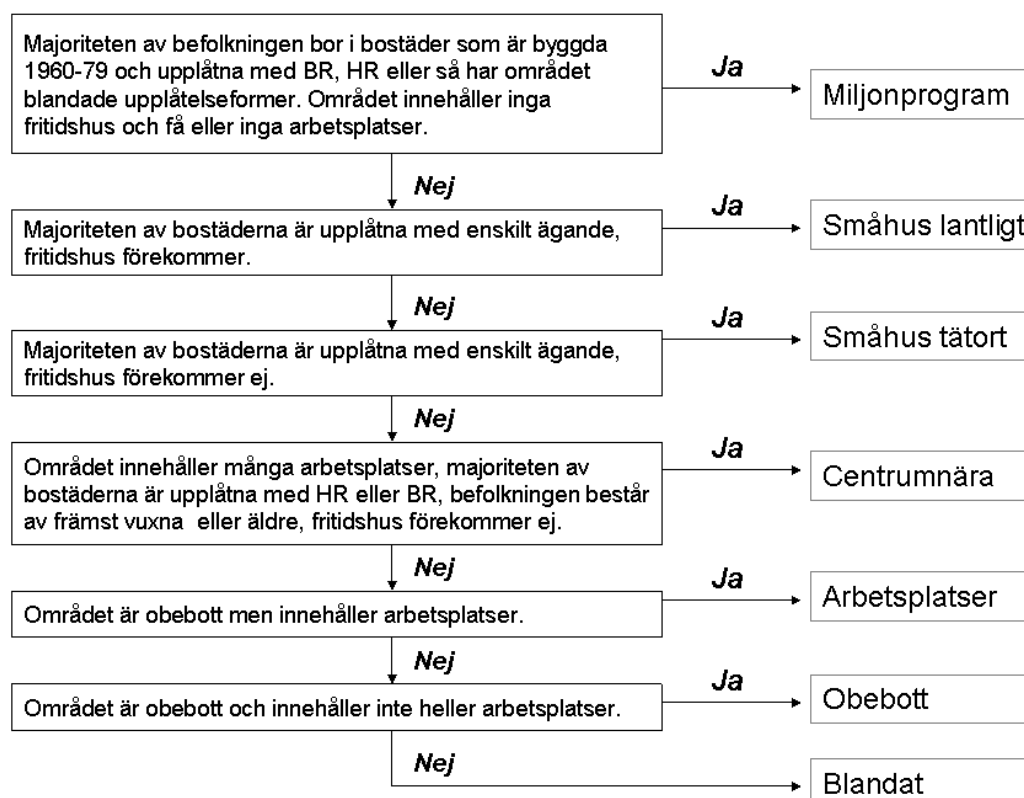 Majoriteten av befolkningen bor i bostäder som är byggda
1960-79 och upplåtna med BR, HR eller så har området
blandade upplåtelseformer. Området innehåller inga
fritidshus och få eller inga arbetsplatser.
Ja
Miljonprogram
Nej
Majoriteten av bostäderna är upplåtna med enskilt ägande,
fritidshus förekommer.
Ja
Småhus lantligt
Nej
Majoriteten av bostäderna är upplåtna med enskilt ägande,
fritidshus förekommer ej.
Ja
Småhus tätort
Nej
Området innehåller många arbetsplatser, majoriteten av
bostäderna är upplåtna med HR eller BR, befolkningen består
av främst vuxna eller äldre, fritidshus förekommer ej.
Ja
Centrumnära
Nej
Området är obebott men innehåller arbetsplatser.
Ja
Arbetsplatser
Nej
Området är obebott och innehåller inte heller arbetsplatser.
Ja
Obebott
Nej
Blandat